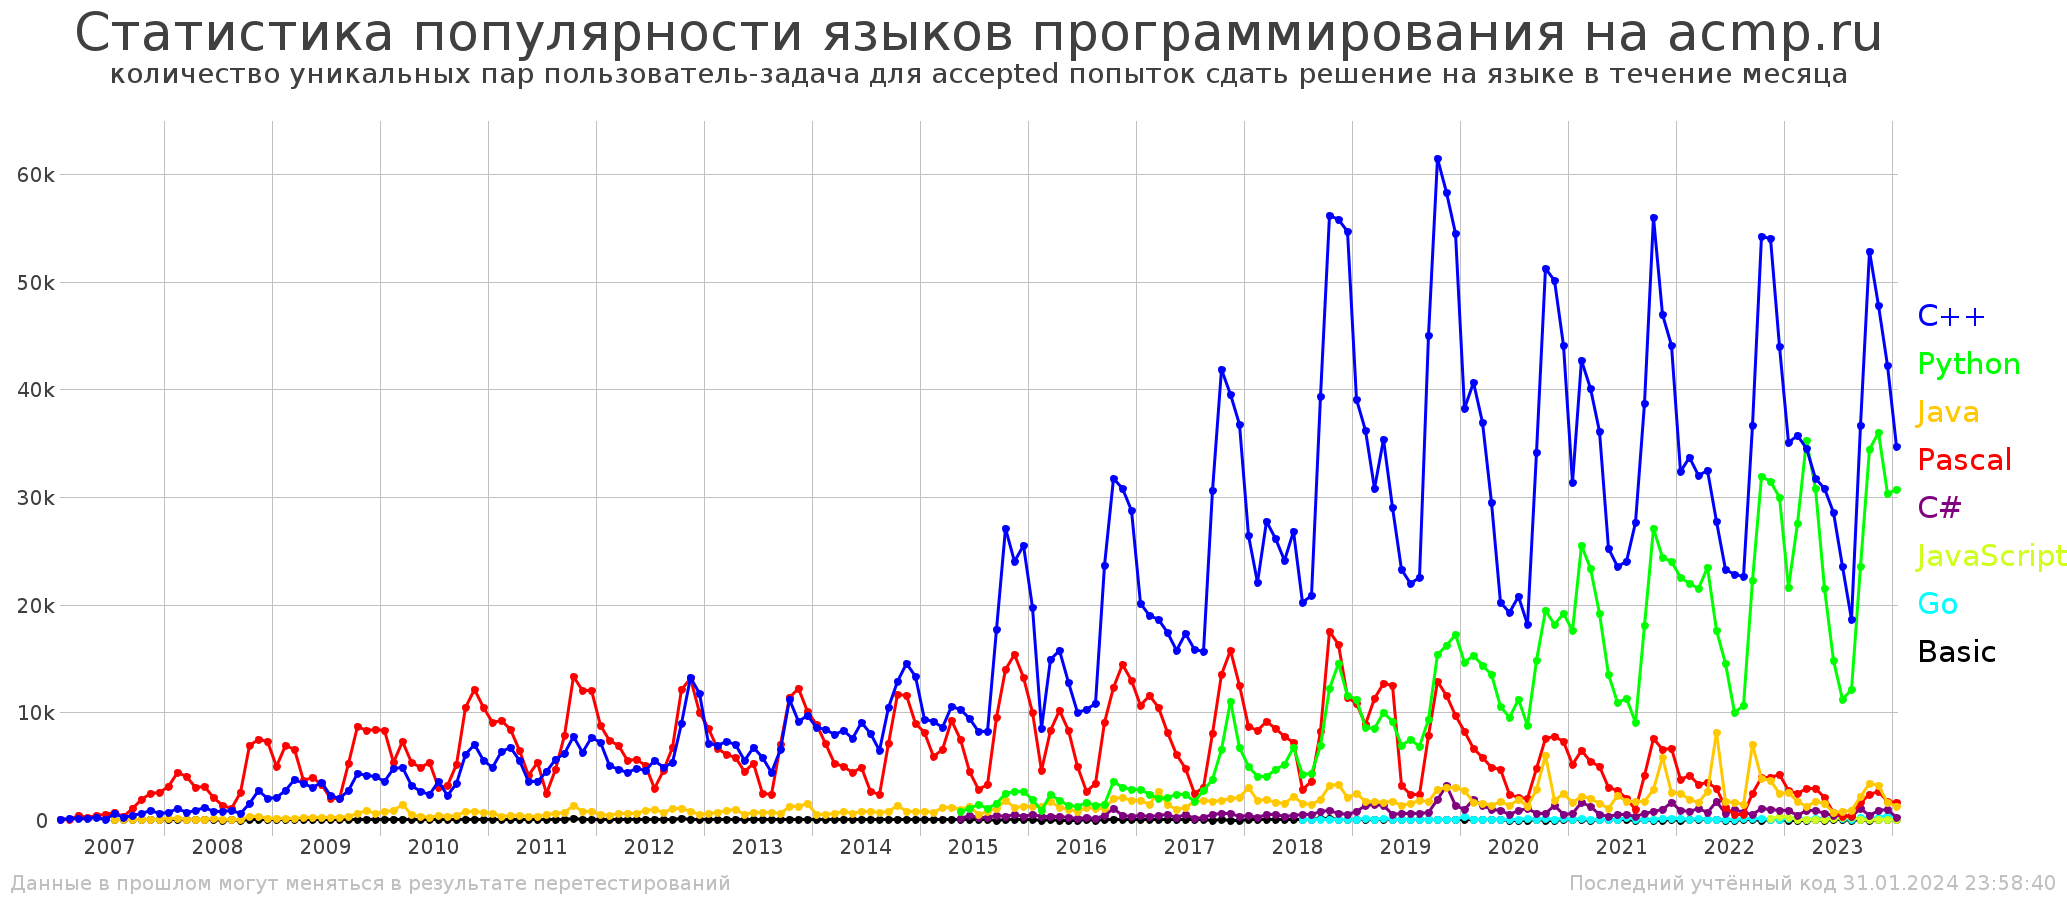 Статистика популярности языков программирования на acmp.ru
количество уникальных пар пользователь-задача для accepted попыток сдать решение на языке в течение месяца
60k
50k
40k
30k
20k
10k
0
C++
Python
Java
Pascal
C#
JavaScript
Go
Basic
2007 2008 2009 2010 2011 2012 2013 2014 2015 2016 2017 2018 2019 2020 2021 2022 2023
Данные в прошлом могут меняться в результате перетестирований
Последний учтённый код 31.01.2024 23:58:40